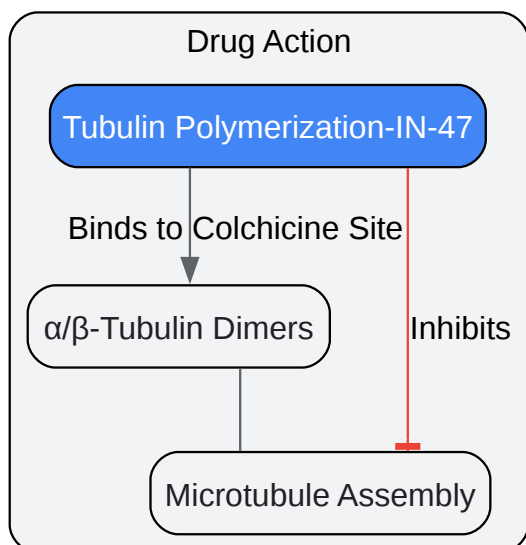 Drug Action
Tubulin Polymerization-IN-47
Binds to Colchicine Site
α/β-Tubulin Dimers
Inhibits
Microtubule Assembly